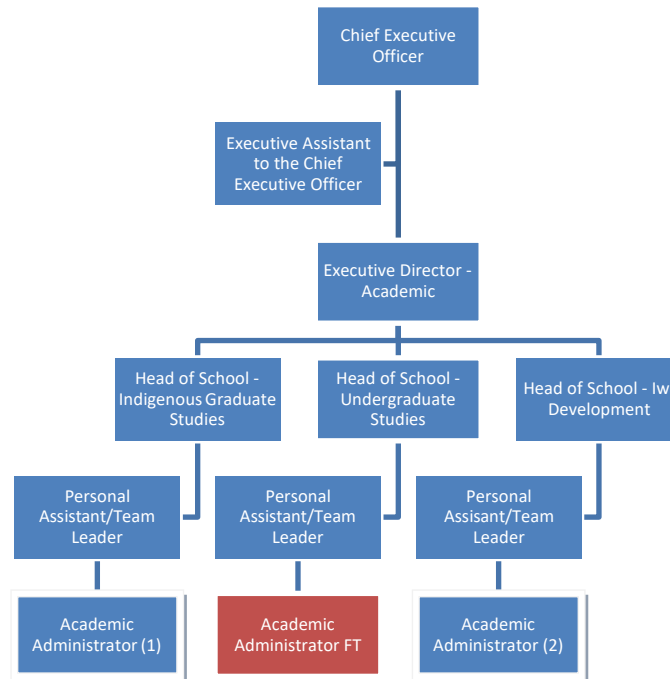 Chief Executive
Officer
Executive Assistant
to the Chief
Executive Officer
Executive Director -
Academic
Head of School -
Indigenous Graduate
Studies
Head of School -
Undergraduate
Studies
Head of School - Iw
Development
Personal
Assistant/Team
Leader
Personal
Assistant/Team
Leader
Personal
Assisant/Team
Leader
Academic
Administrator (1)
Academic
Administrator FT
Academic
Administrator (2)